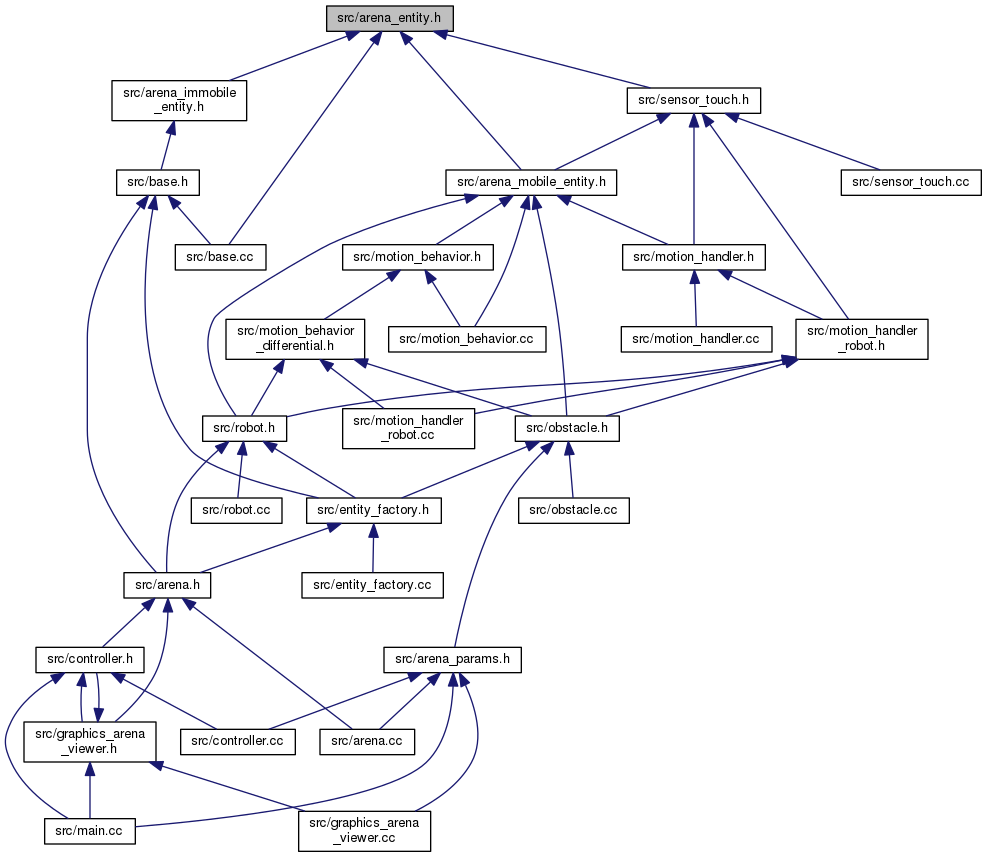 src/arena_entity.h
src/arena_immobile
_entity.h
src/sensor_touch.h
src/base.h
src/arena_mobile_entity.h
src/sensor_touch.cc
src/base.cc
src/motion_behavior.h
src/motion_handler.h
src/motion_behavior
_differential.h
src/motion_behavior.cc
src/motion_handler.cc
src/motion_handler
_robot.h
src/robot.h
src/motion_handler
_robot.cc
src/obstacle.h
src/robot.cc
src/entity_factory.h
src/obstacle.cc
src/arena.h
src/entity_factory.cc
src/controller.h
src/arena_params.h
src/graphics_arena
_viewer.h
src/controller.cc
src/arena.cc
src/main.cc
src/graphics_arena
_viewer.cc